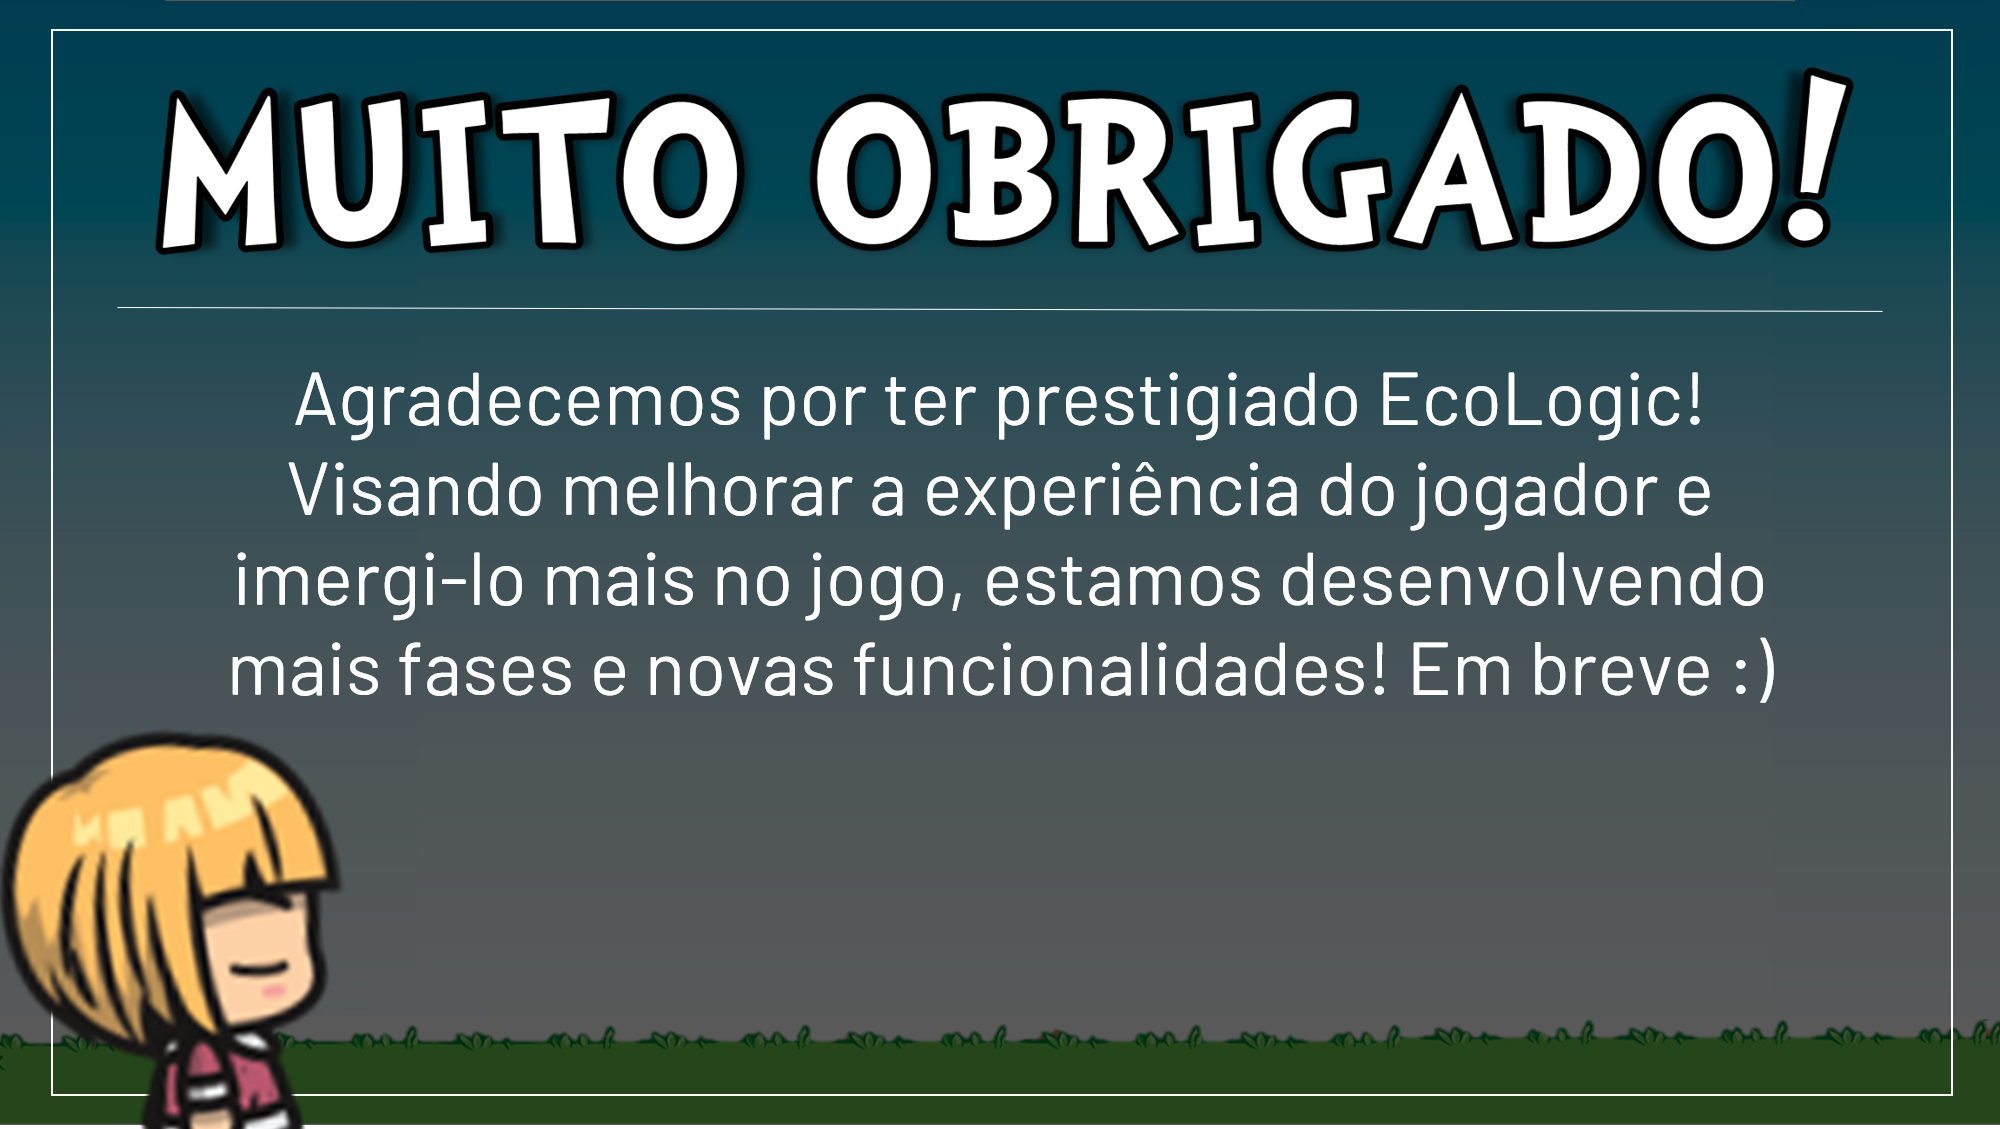 MUITO OBRIGADO!
Agradecemos por ter prestigiado EcoLogic!
Visando melhorar a experiência do jogador e
imergi-lo mais no jogo, estamos desenvolvendo
mais fases e novas funcionalidades! Em breve :)